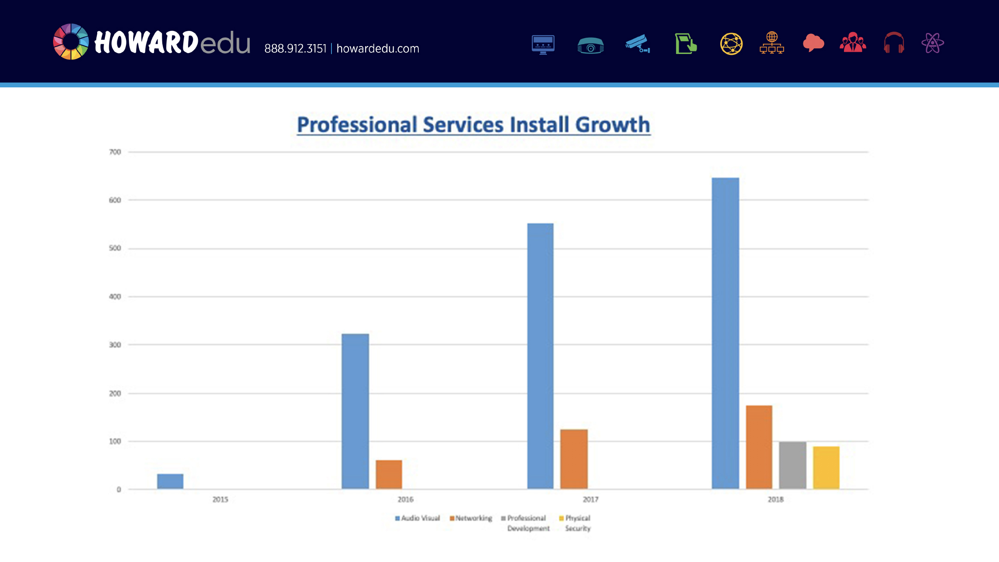 HOWARDedu 888.912.3151 | howardedu.com
Professional Services Install Growth
700
600
500
400
300
200
100
0
2015 2016 2017 2018
Audio Visual Networking Professional Physical
Development Security